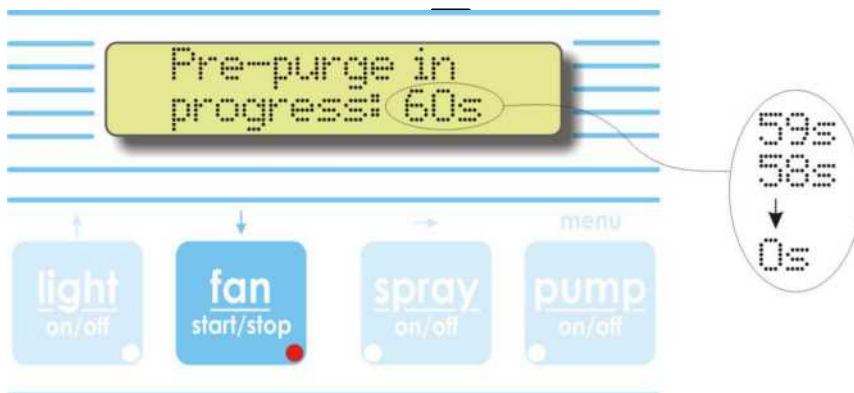 Pre-purge in
progress: 60s
59s
58s
0s
menu
light
on/off
fan
start/stop
spray
on/off
pump
on/off